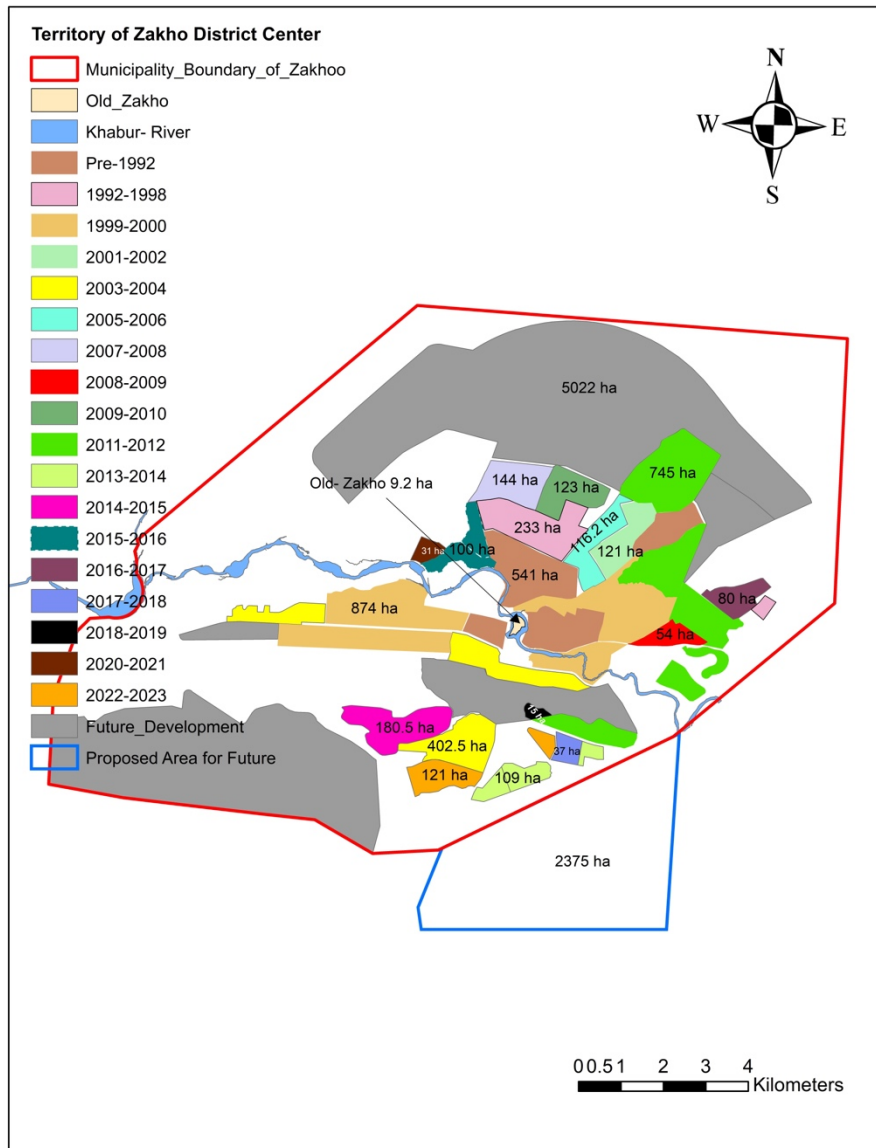 Territory of Zakho District Center
Municipality_Boundary_of_Zakhoo
Old_Zakho
Khabur- River
Pre-1992
1992-1998
1999-2000
2001-2002
2003-2004
2005-2006
2007-2008
2008-2009
2009-2010
2011-2012
2013-2014
2014-2015
2015-2016
2016-2017
2017-2018
2018-2019
2020-2021
2022-2023
Future_Development
Proposed Area for Future
N
W
E
S
5022 ha
745 ha
144 ha
123 ha
Old- Zakho 9.2 ha
233 ha
116.2 ha
121 ha
31 ha
100 ha
541 ha
874 ha
80 ha
54 ha
15 h
180.5 ha
402.5 ha
37 ha
121 ha
109 ha
2375 ha
0 0.5 1 2 3 4
Kilometers